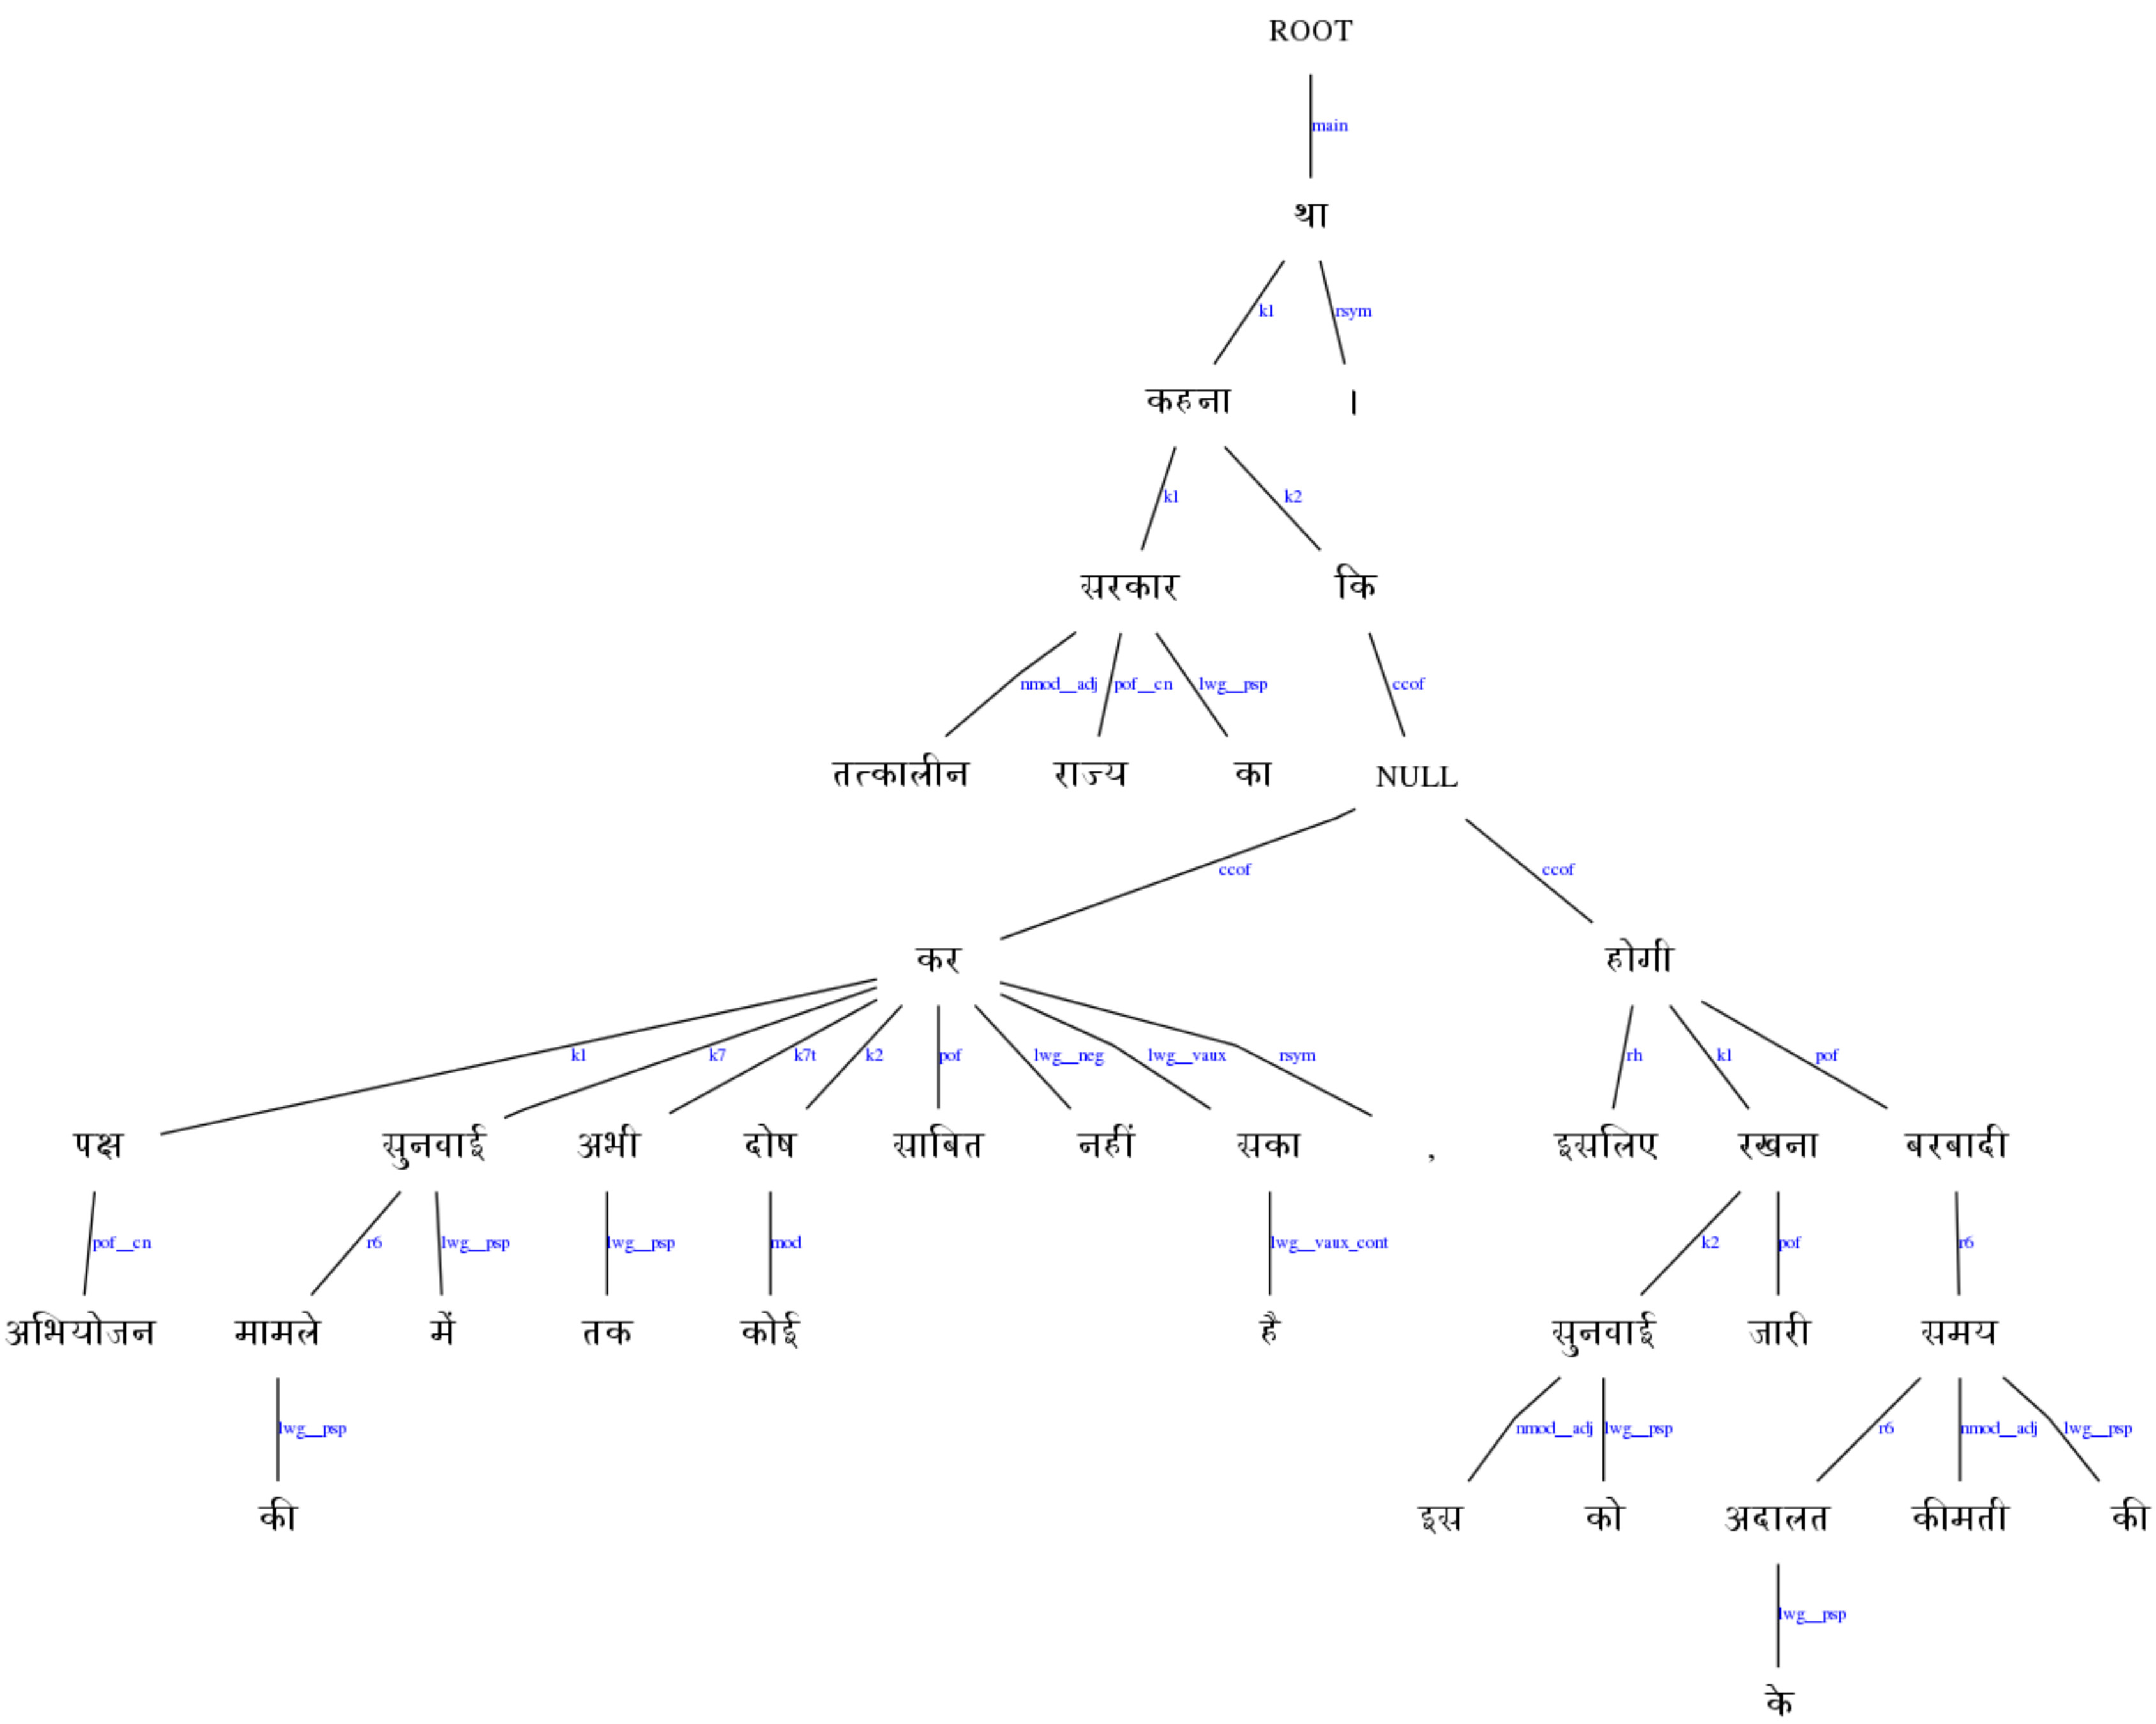 ROOT
main
था
k1 rsym
कहना ।
k1 k2
सरकार कि
nmod__adj pof__cn lwg__psp ccof
तत्कालीन राज्य का NULL
ccof ccof
कर होगी
k1 k7 k7t k2 pof lwg__neg lwg__vaux rsym rh k1 pof
पक्ष सुनवाई अभी दोष साबित नहीं सका , इसलिए रखना बरबादी
pof__cn r6 lwg__psp lwg__psp mod lwg__vaux_cont k2 pof r6
अभियोजन मामले में तक कोई है सुनवाई जारी समय
lwg__psp nmod__adj lwg__psp r6 nmod__adj lwg__psp
की इस को अदालत कीमती की
lwg__psp
के